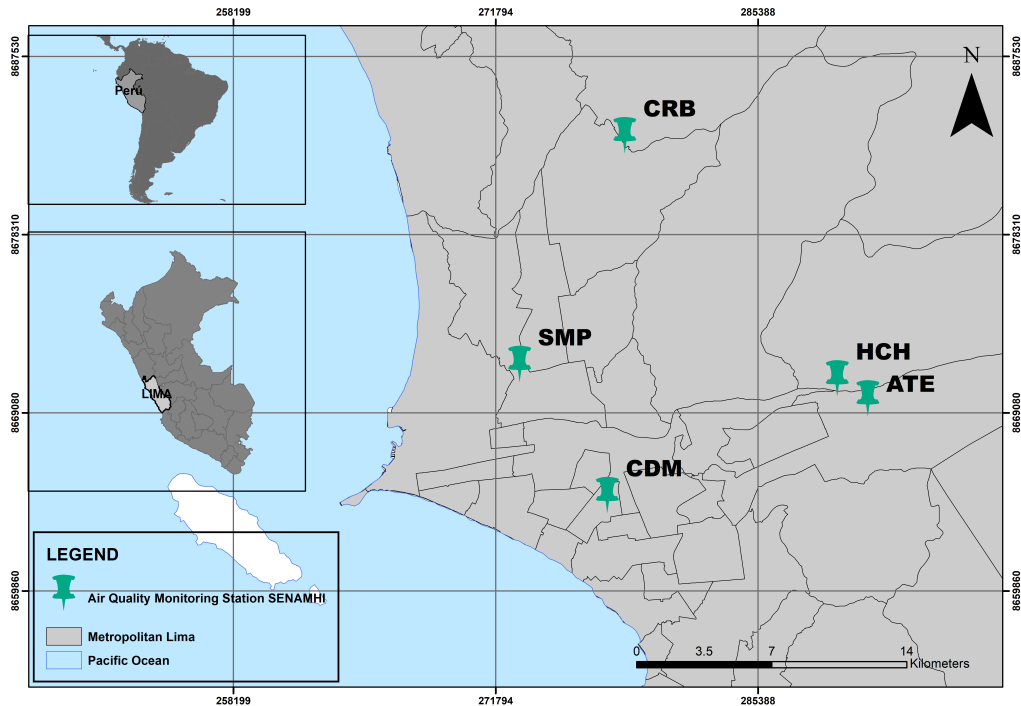 258199
271794
285388
8687530
8687530
Perú
N
CRB
8678310
8678310
LIMA
SMP
HCH
ATE
8669080
8669080
CDM
LEGEND
Air Quality Monitoring Station SENAMHI
Metropolitan Lima
Pacific Ocean
8659860
8659860
0
3.5
7
14
Kilometers
258199
271794
285388